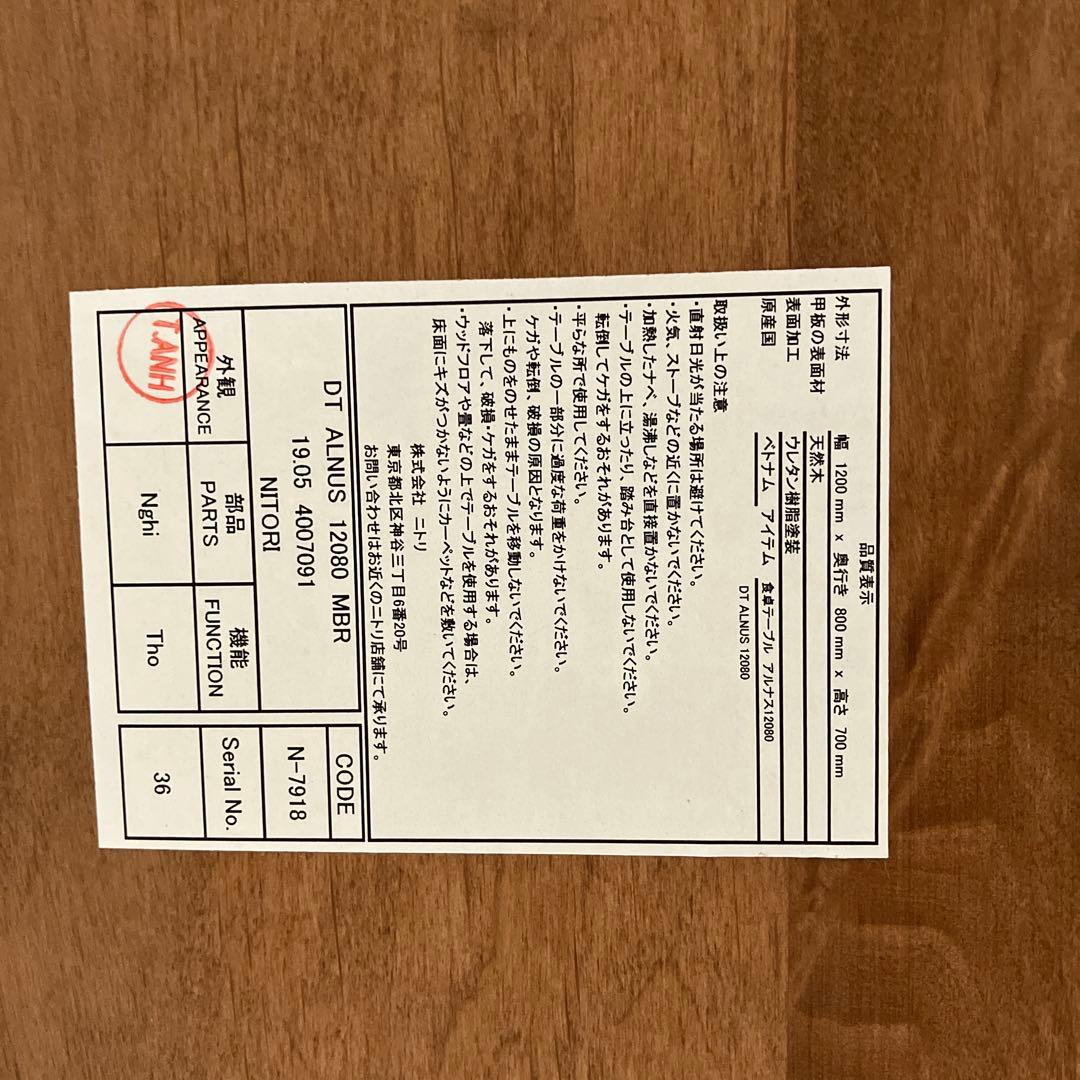 品質表示
外形寸法 幅 1200 mm x 奥行き 800 mm x 高さ 700 mm
甲板の表面材 天然木
表面加工 ウレタン樹脂塗装
原産国 ベトナム アイテム 食卓テーブル アルナス12080
DT ALNUS 12080
取扱い上の注意
・直射日光が当たる場所は避けてください。
・火気、ストーブなどの近くに置かないでください。
・加熱したナベ、湯沸しなどを直接置かないでください。
・テーブルの上に立ったり、踏み台として使用しないでください。
転倒してケガをするおそれがあります。
・平らな所で使用してください。
・テーブルの一部分に過度な荷重をかけないでください。
ケガや転倒、破損の原因となります。
・上にものをのせたままテーブルを移動しないでください。
落下して、破損・ケガをするおそれがあります。
・ウッドフロアや畳などの上でテーブルを使用する場合は、
床面にキズがつかないようにカーペットなどを敷いてください。
株式会社 ニトリ
東京都北区神谷三丁目6番20号
お問い合わせはお近くのニトリ店舗にて承ります。
DT ALNUS 12080 MBR CODE
19.05 4007091 N-7918
NITORI
外観 部品 機能 Serial No.
APPEARANCE PARTS FUNCTION
T.ANH Nghi Tho 36